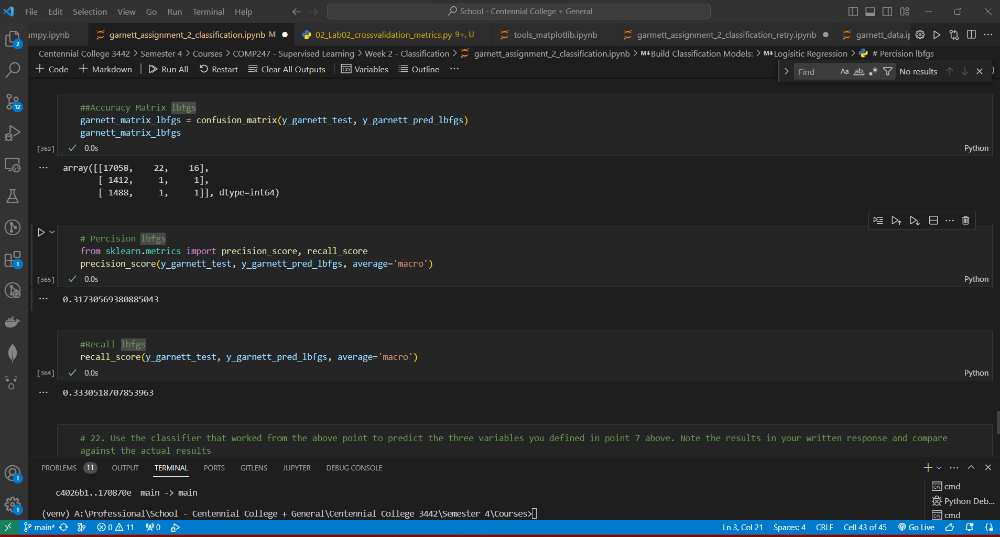 File Edit Selection View Go Run Terminal Help
School - Centennial College + General
umpy.ipynb garnett_assignment_2_classification.ipynb M 02_Lab02_crossvalidation_metrics.py 9+, U tools_matplotlib.ipynb garmett_assignment_2_classification_retry.ipynb garnett_data.ip
Centennial College 3442 > Semester 4 > Courses > COMP247 - Supervised Learning > Week 2 - Classification > garnett_assignment_2_classification.ipynb > M↓Build Classification Models: > M↓Logisitic Regression > # Percision lbfgs
+ Code + Markdown | Run All Restart Clear All Outputs | Variables Outline ...
Find Aa ab No results
##Accuracy Matrix lbfgs
garnett_matrix_lbfgs = confusion_matrix(y_garnett_test, y_garnett_pred_lbfgs)
garnett_matrix_lbfgs
[362] ✓ 0.0s Python
array([[17058,    22,    16],
       [ 1412,     1,     1],
       [ 1488,     1,     1]], dtype=int64)
# Percision lbfgs
from sklearn.metrics import precision_score, recall_score
precision_score(y_garnett_test, y_garnett_pred_lbfgs, average='macro')
[365] ✓ 0.0s Python
0.31730569380885043
#Recall lbfgs
recall_score(y_garnett_test, y_garnett_pred_lbfgs, average='macro')
[364] ✓ 0.0s Python
0.3330518707853963
# 22. Use the classifier that worked from the above point to predict the three variables you defined in point 7 above. Note the results in your written response and compare
against the actual results
PROBLEMS 11 OUTPUT TERMINAL PORTS GITLENS JUPYTER DEBUG CONSOLE
c4026b1..170870e  main -> main
cmd
Python Deb...
(venv) A:\Professional\School - Centennial College + General\Centennial College 3442\Semester 4\Courses>
cmd
2
12
1
1
1
main* 0 11 0 Ln 3, Col 21 Spaces: 4 CRLF Cell 43 of 45 Go Live